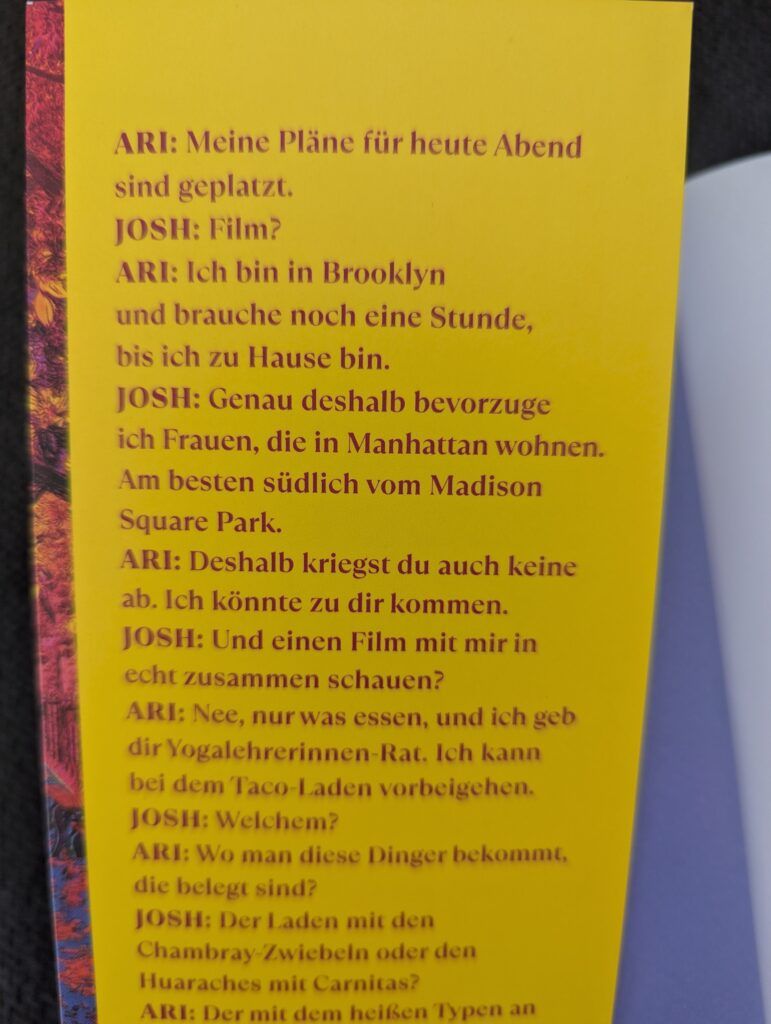 ARI: Meine Pläne für heute Abend
sind geplatzt.
JOSH: Film?
ARI: Ich bin in Brooklyn
und brauche noch eine Stunde,
bis ich zu Hause bin.
JOSH: Genau deshalb bevorzuge
ich Frauen, die in Manhattan wohnen.
Am besten südlich vom Madison
Square Park.
ARI: Deshalb kriegst du auch keine
ab. Ich könnte zu dir kommen.
JOSH: Und einen Film mit mir in
echt zusammen schauen?
ARI: Nee, nur was essen, und ich geb
dir Yogalehrerinnen-Rat. Ich kann
bei dem Taco-Laden vorbeigehen.
JOSH: Welchem?
ARI: Wo man diese Dinger bekommt,
die belegt sind?
JOSH: Der Laden mit den
Chambray-Zwiebeln oder den
Huaraches mit Carnitas?
ARI: Der mit dem heißen Typen an